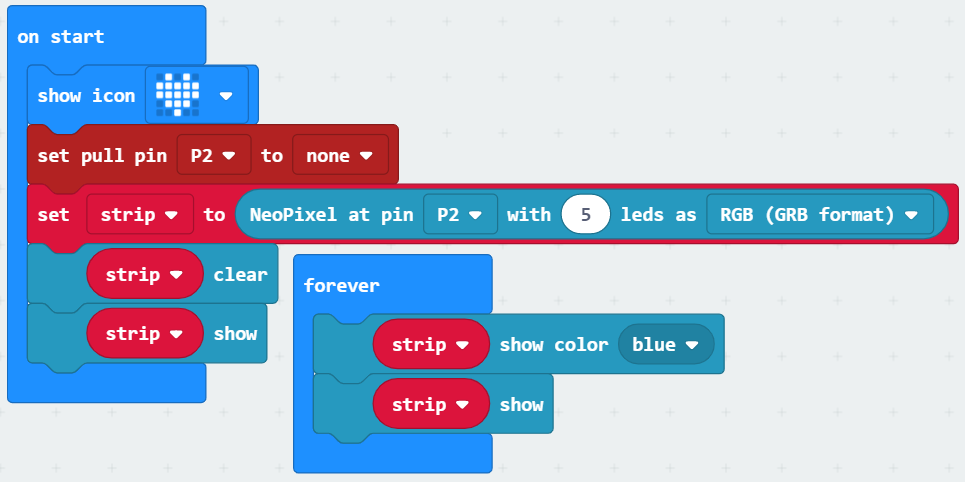 on start
show icon
set pull pin P2 to none
set strip to NeoPixel at pin P2 with 5 leds as RGB (GRB format)
strip clear
strip show
forever
strip show color blue
strip show